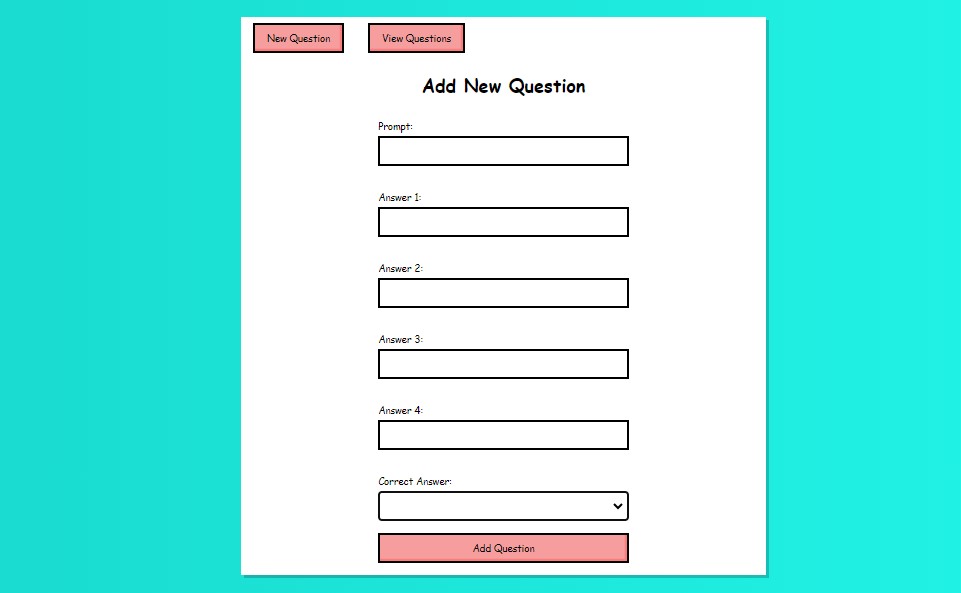 New Question View Questions
Add New Question
Prompt:
Answer 1:
Answer 2:
Answer 3:
Answer 4:
Correct Answer:
Add Question